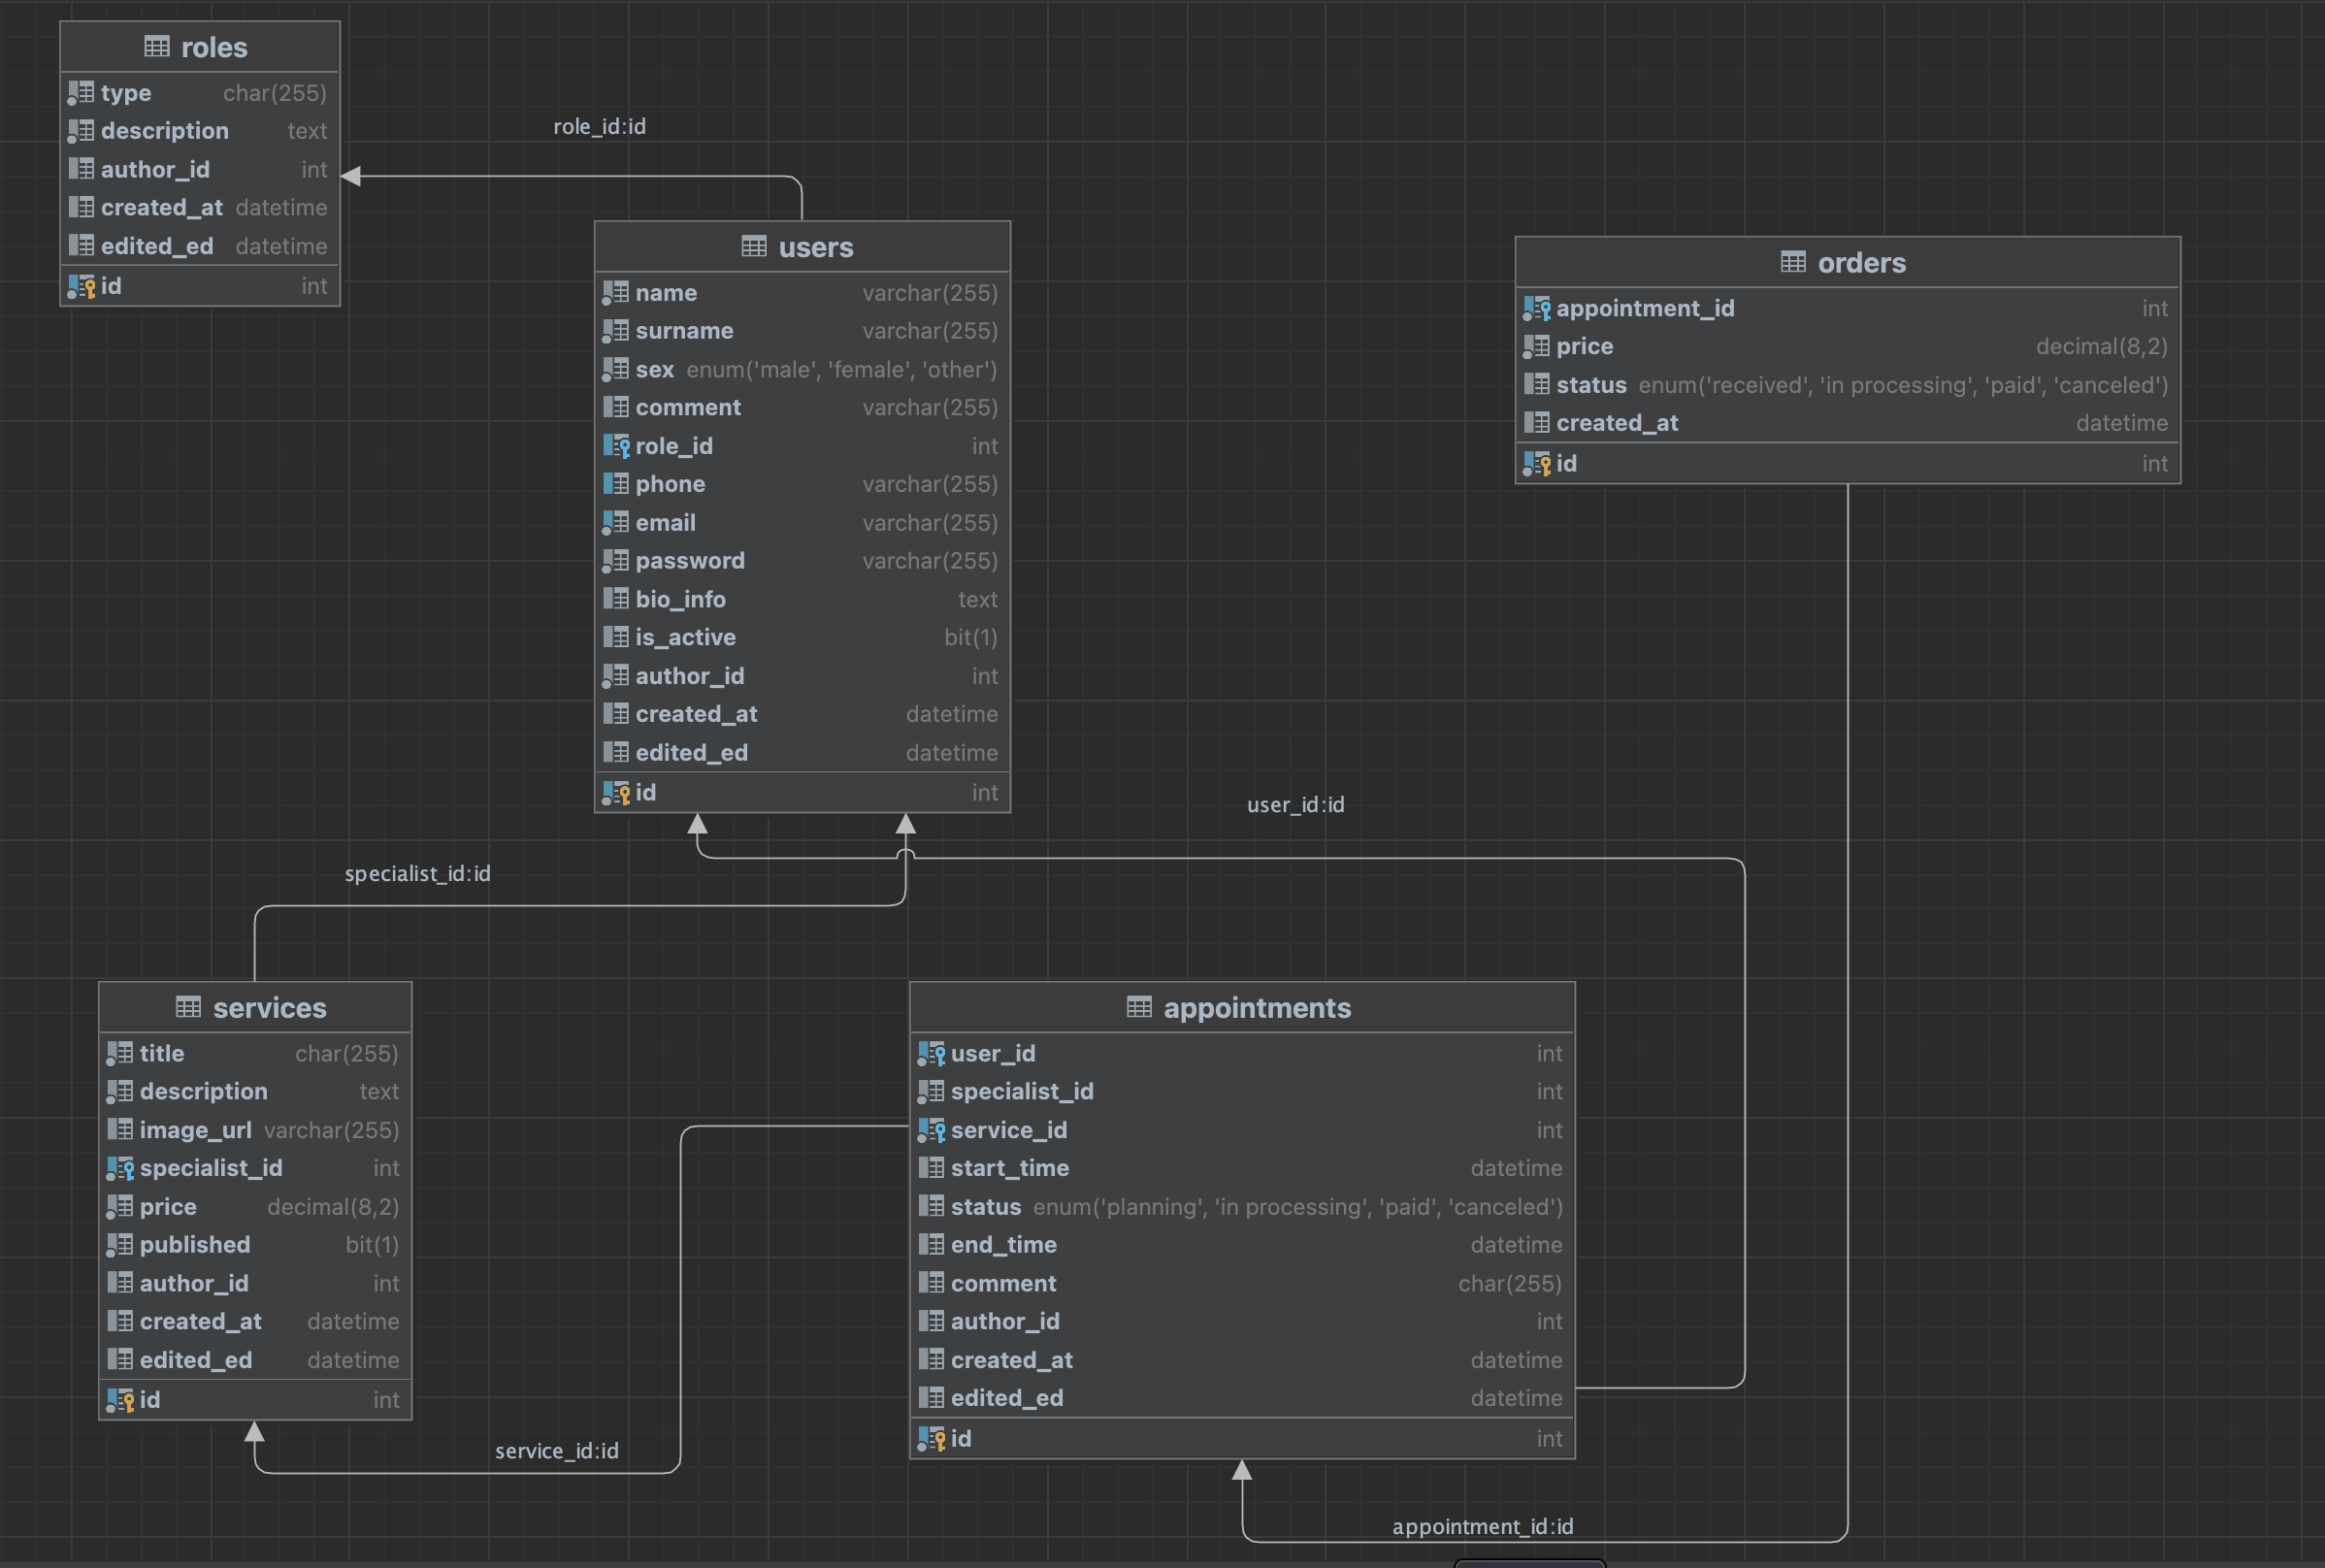 roles
type char(255)
description text
author_id int
created_at datetime
edited_ed datetime
id int
role_id:id
users
name varchar(255)
surname varchar(255)
sex enum('male', 'female', 'other')
comment varchar(255)
role_id int
phone varchar(255)
email varchar(255)
password varchar(255)
bio_info text
is_active bit(1)
author_id int
created_at datetime
edited_ed datetime
id int
orders
appointment_id int
price decimal(8,2)
status enum('received', 'in processing', 'paid', 'canceled')
created_at datetime
id int
user_id:id
specialist_id:id
services
title char(255)
description text
image_url varchar(255)
specialist_id int
price decimal(8,2)
published bit(1)
author_id int
created_at datetime
edited_ed datetime
id int
appointments
user_id int
specialist_id int
service_id int
start_time datetime
status enum('planning', 'in processing', 'paid', 'canceled')
end_time datetime
comment char(255)
author_id int
created_at datetime
edited_ed datetime
id int
service_id:id
appointment_id:id